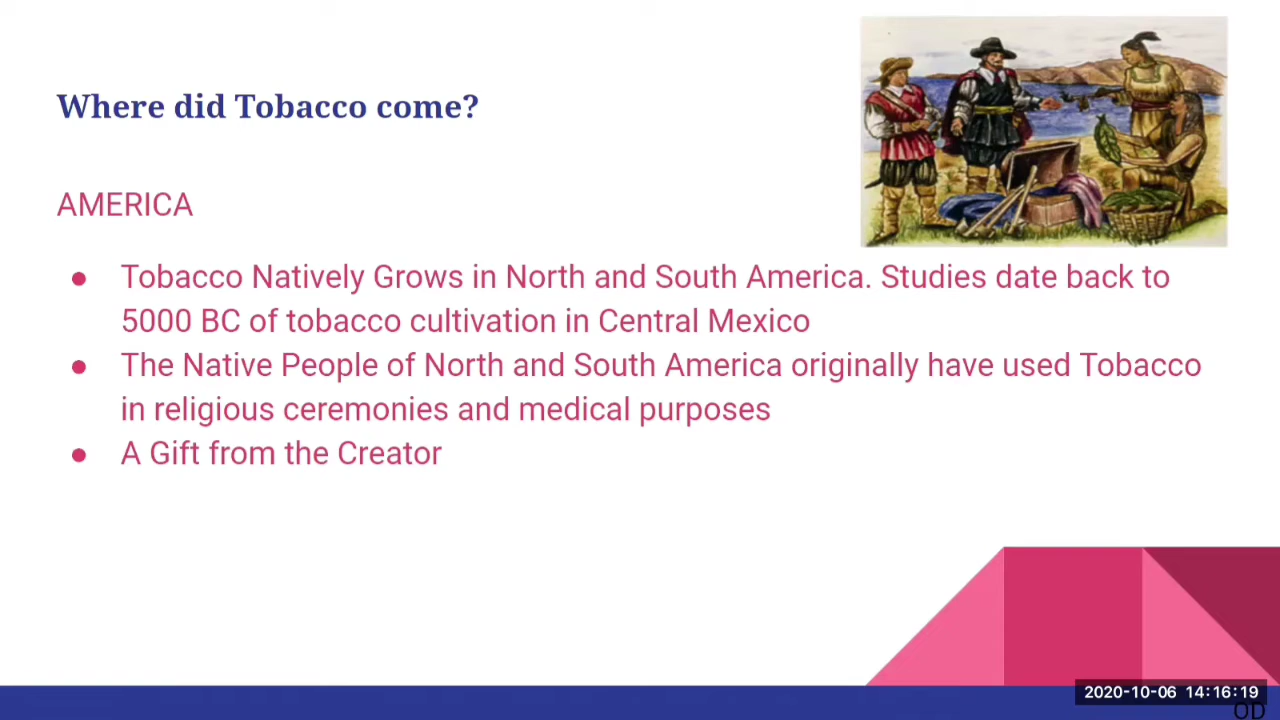 Where did Tobacco come?
AMERICA
● Tobacco Natively Grows in North and South America. Studies date back to
5000 BC of tobacco cultivation in Central Mexico
● The Native People of North and South America originally have used Tobacco
in religious ceremonies and medical purposes
● A Gift from the Creator
2020-10-06 14:16:19
OD